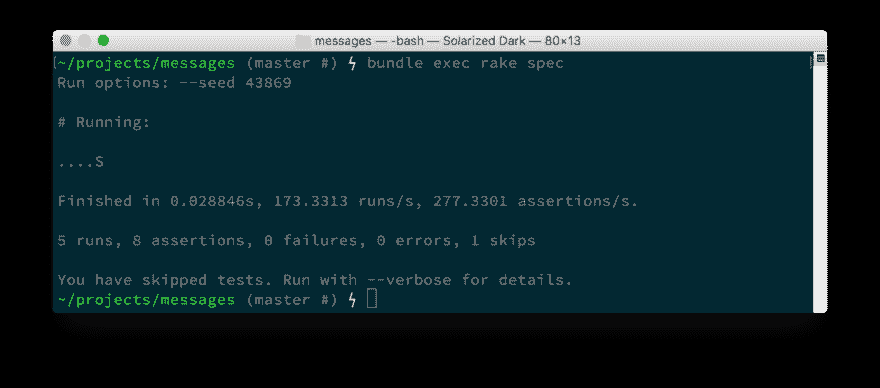 messages — -bash — Solarized Dark — 80×13
~/projects/messages (master #) ϟ bundle exec rake spec
Run options: --seed 43869
# Running:
....S
Finished in 0.028846s, 173.3313 runs/s, 277.3301 assertions/s.
5 runs, 8 assertions, 0 failures, 0 errors, 1 skips
You have skipped tests. Run with --verbose for details.
~/projects/messages (master #) ϟ